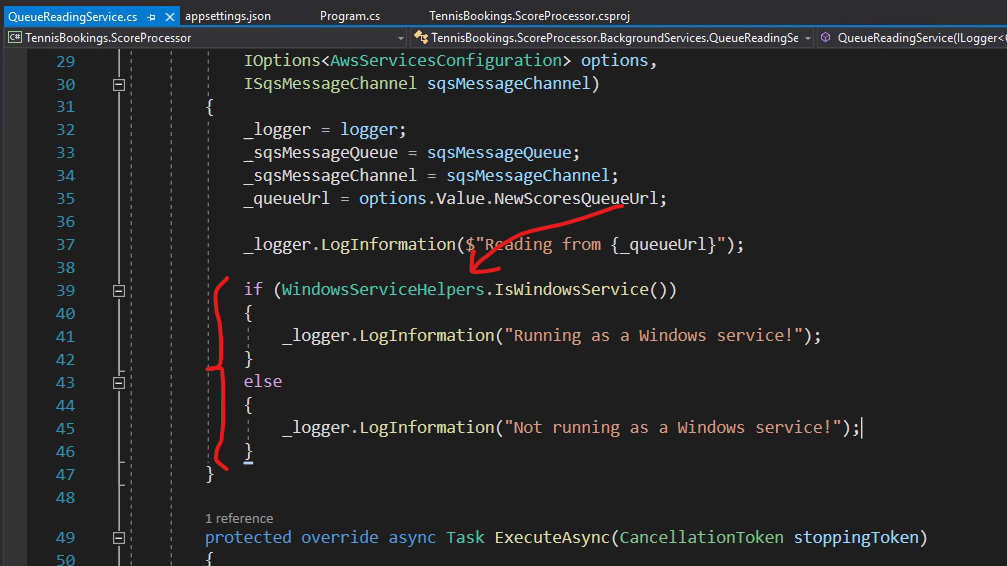 QueueReadingService.cs appsettings.json Program.cs TennisBookings.ScoreProcessor.csproj
C# TennisBookings.ScoreProcessor TennisBookings.ScoreProcessor.BackgroundServices.QueueReadingSe QueueReadingService(ILogger<
29 IOptions<AwsServicesConfiguration> options,
30 ISqsMessageChannel sqsMessageChannel)
31 {
32 _logger = logger;
33 _sqsMessageQueue = sqsMessageQueue;
34 _sqsMessageChannel = sqsMessageChannel;
35 _queueUrl = options.Value.NewScoresQueueUrl;
36
37 _logger.LogInformation($"Reading from {_queueUrl}");
38
39 if (WindowsServiceHelpers.IsWindowsService())
40 {
41 _logger.LogInformation("Running as a Windows service!");
42 }
43 else
44 {
45 _logger.LogInformation("Not running as a Windows service!");
46 }
47 }
48
1 reference
49 protected override async Task ExecuteAsync(CancellationToken stoppingToken)
50 {